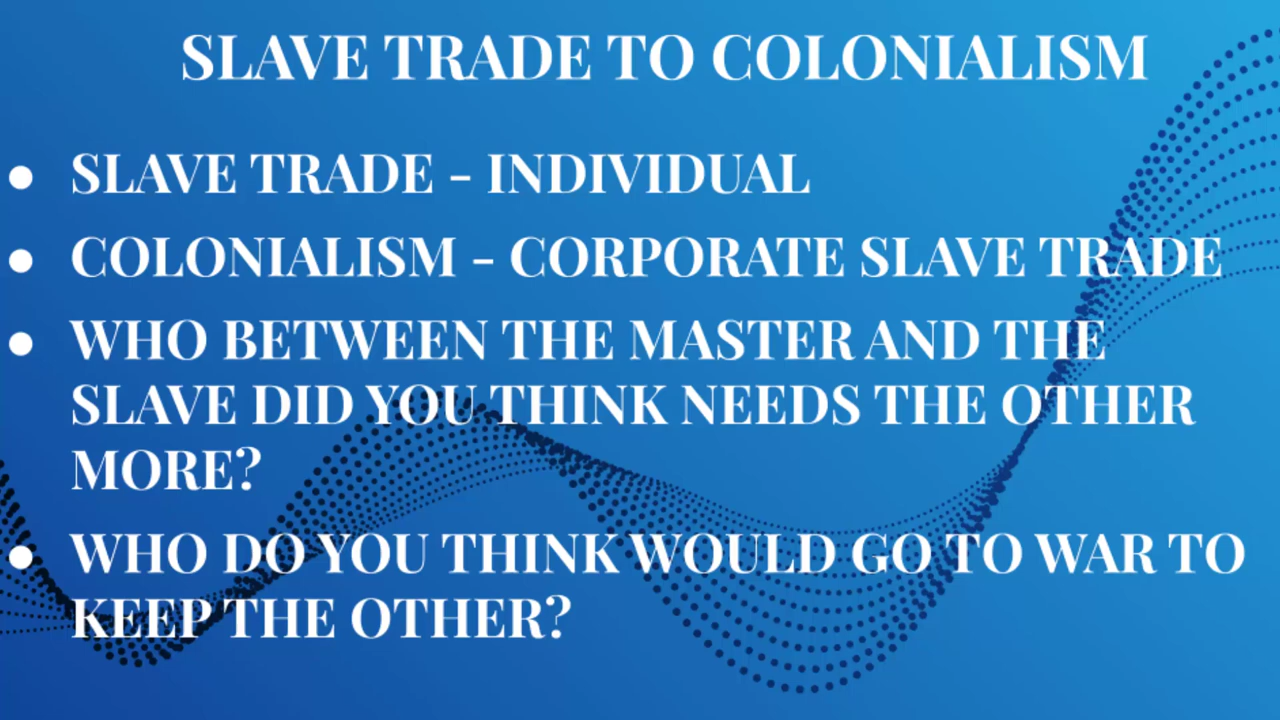 SLAVE TRADE TO COLONIALISM
• SLAVE TRADE - INDIVIDUAL
• COLONIALISM - CORPORATE SLAVE TRADE
• WHO BETWEEN THE MASTER AND THE
SLAVE DID YOU THINK NEEDS THE OTHER
MORE?
• WHO DO YOU THINK WOULD GO TO WAR TO
KEEP THE OTHER?